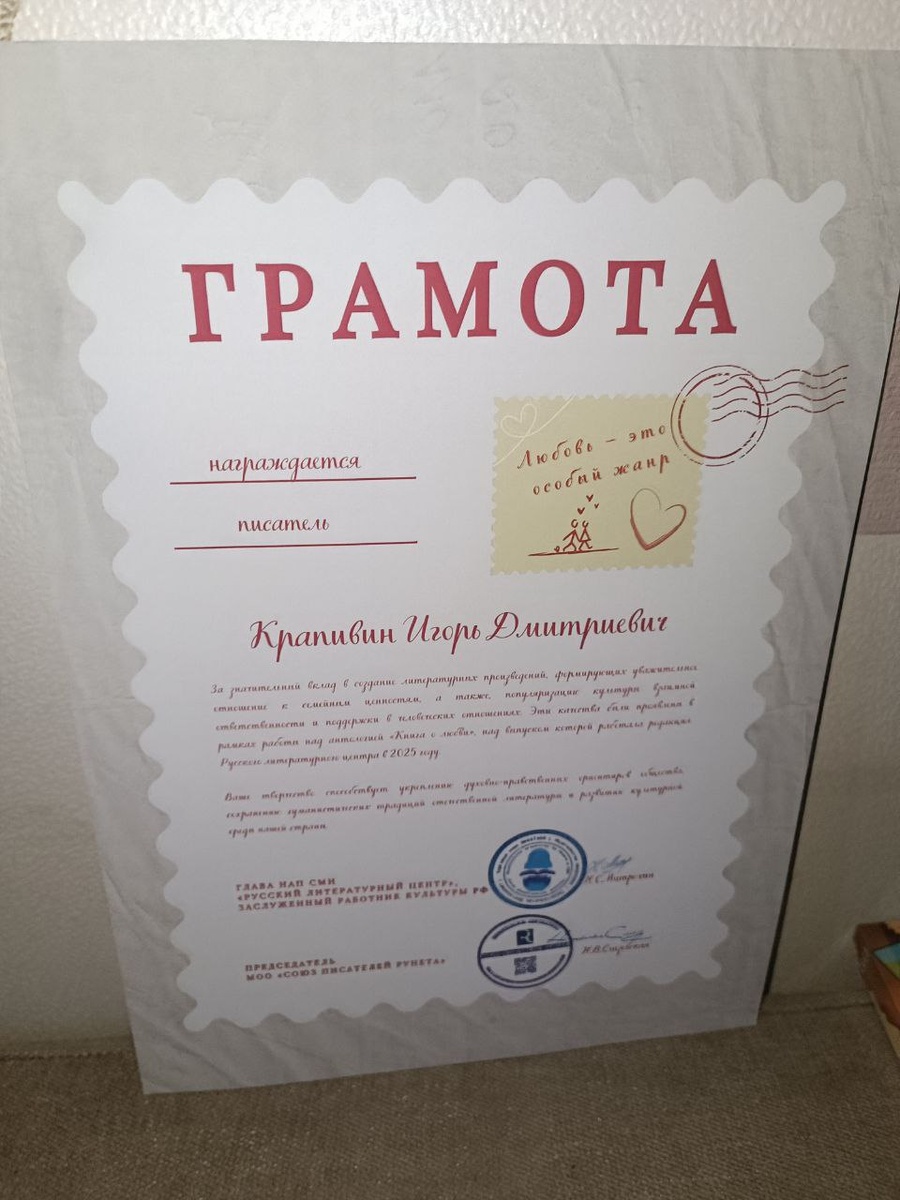 ГРАМОТА
награждается
писатель
Любовь – это
особый жанр
Крапивин Игорь Дмитриевич
За значительный вклад в создание литературных произведений, формирующих
отношение к семейным ценностям, а также, популяризацию культуры взаимной
ответственности и поддержки в человеческих отношениях. Эти качества были проявлены в
рамках работы над антологией «Книга о любви», над выпуском которой работала редакция
Русского литературного центра в 2025 году.
Ваше творчество способствует укреплению духовно-нравственных ориентиров общества,
сохранению гуманистических традиций отечественной литературы и развитию культурной
среды нашей страны.
ГЛАВА НАП СМИ
«РУССКИЙ ЛИТЕРАТУРНЫЙ ЦЕНТР»,
ЗАСЛУЖЕННЫЙ РАБОТНИК КУЛЬТУРЫ РФ
Н.С. Митрохин
ПРЕДСЕДАТЕЛЬ
МОО «СОЮЗ ПИСАТЕЛЕЙ РУНЕТА»